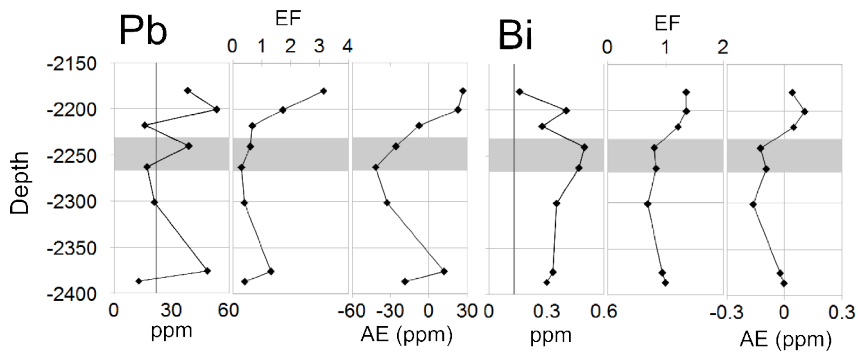 Pb
EF
0 1 2 3 4
Bi
EF
0 1 2
-2150
-2200
-2250
-2300
-2350
-2400
Depth
0 30 60
ppm
-60 -30 0 30
AE (ppm)
0 0.3 0.6
ppm
-0.3 0 0.3
AE (ppm)